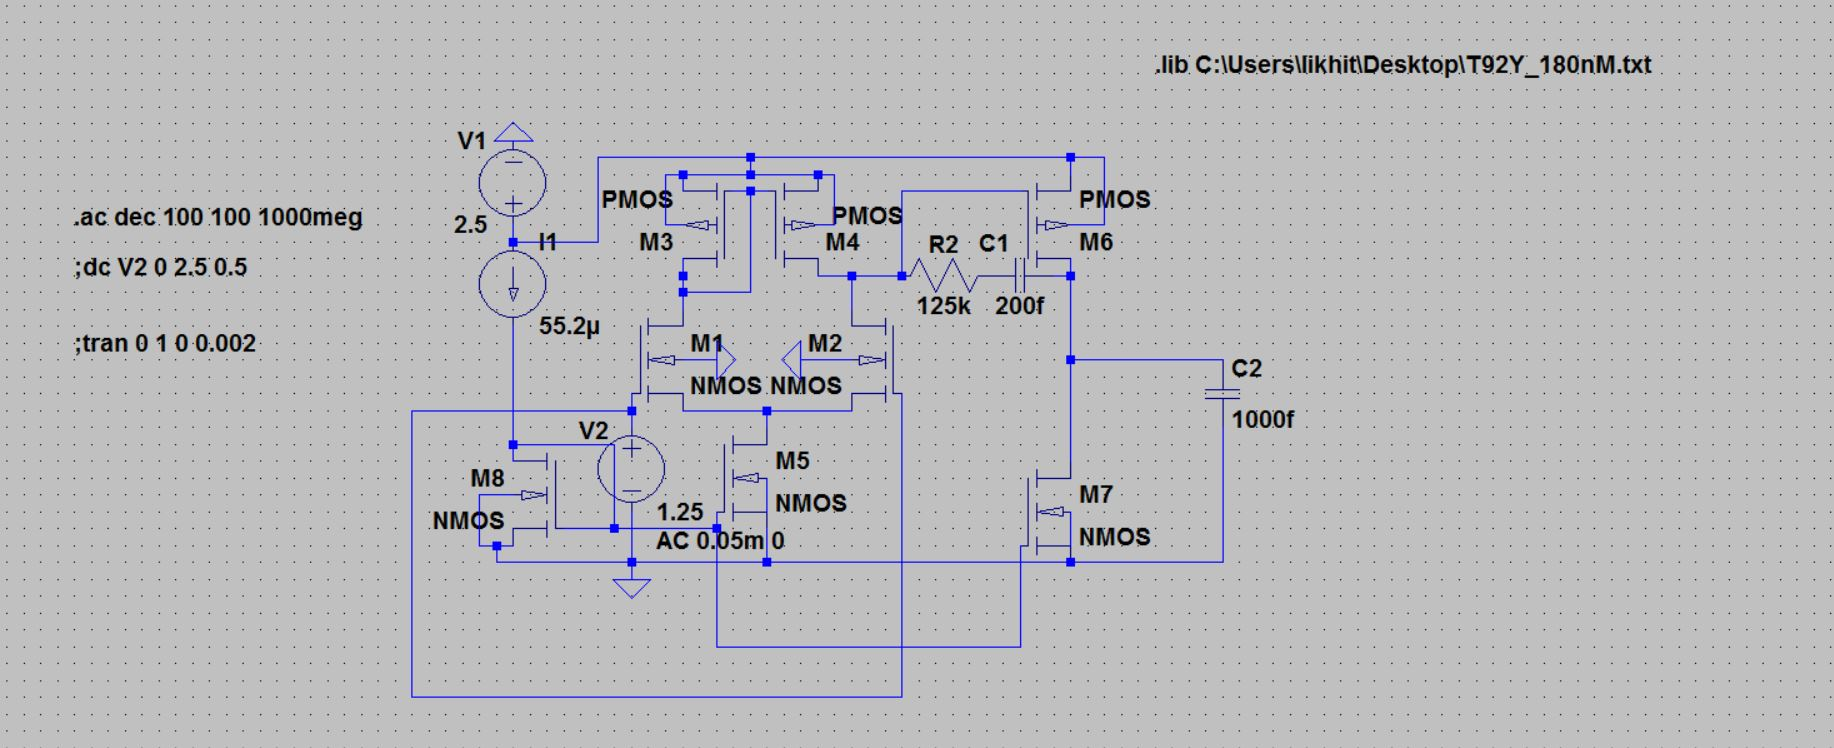 .lib C:\Users\likhit\Desktop\T92Y_180nM.txt
V1
2.5
.ac dec 100 100 1000meg
;dc V2 0 2.5 0.5
;tran 0 1 0 0.002
I1
55.2µ
PMOS
M3
PMOS
M4
PMOS
M6
R2
125k
C1
200f
M1
NMOS
M2
NMOS
C2
1000f
V2
1.25
AC 0.05m 0
M8
NMOS
M5
NMOS
M7
NMOS